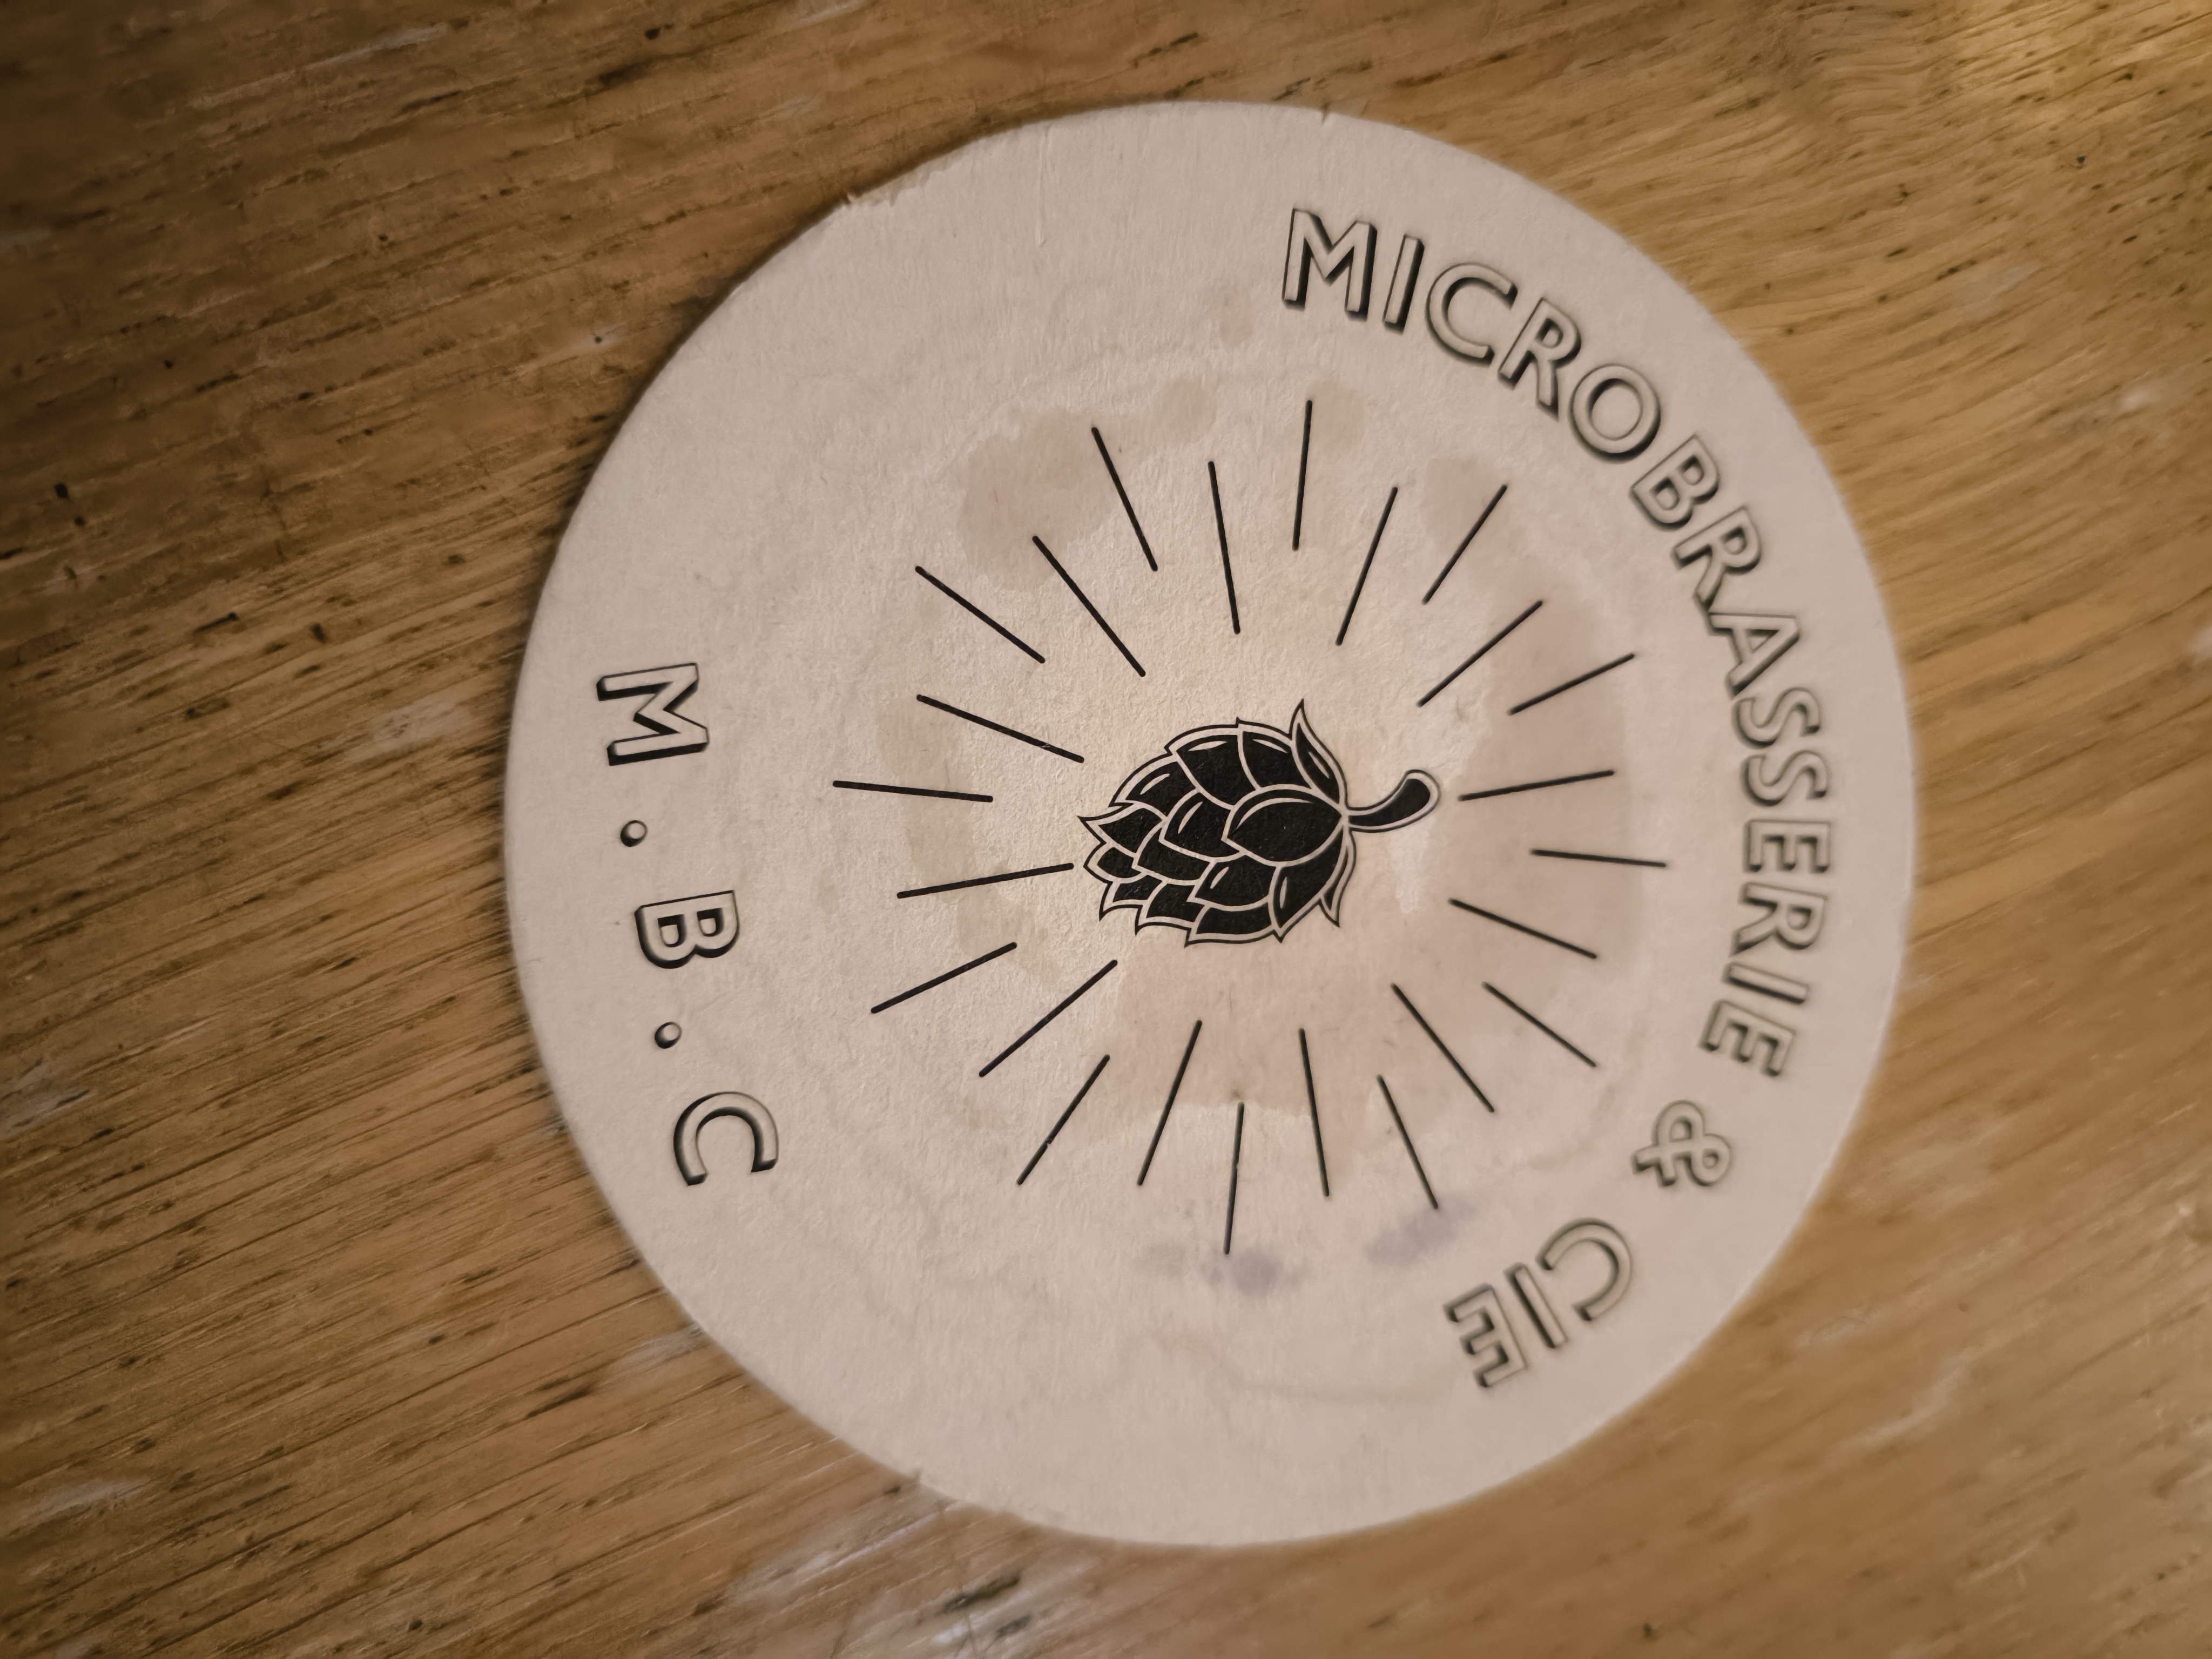 MICROBRASSERIE & CIE
M . B . C